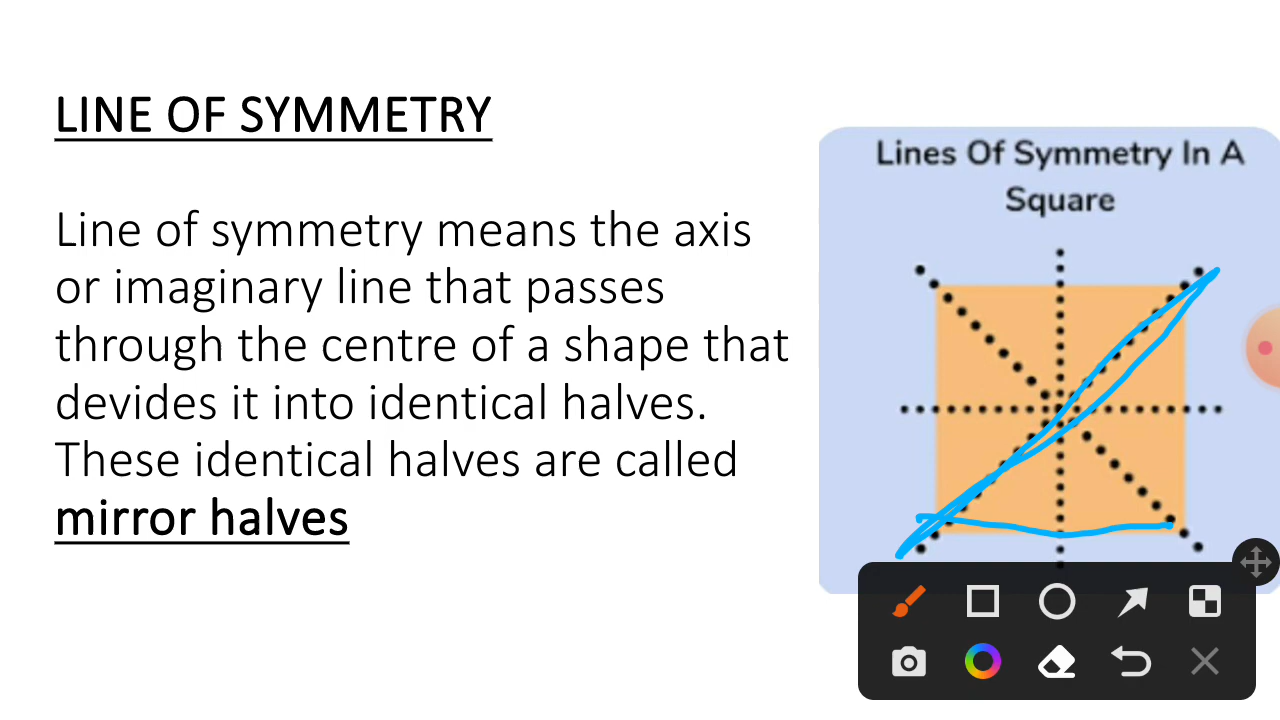 LINE OF SYMMETRY
Line of symmetry means the axis
or imaginary line that passes
through the centre of a shape that
devides it into identical halves.
These identical halves are called
mirror halves
Lines Of Symmetry In A
Square